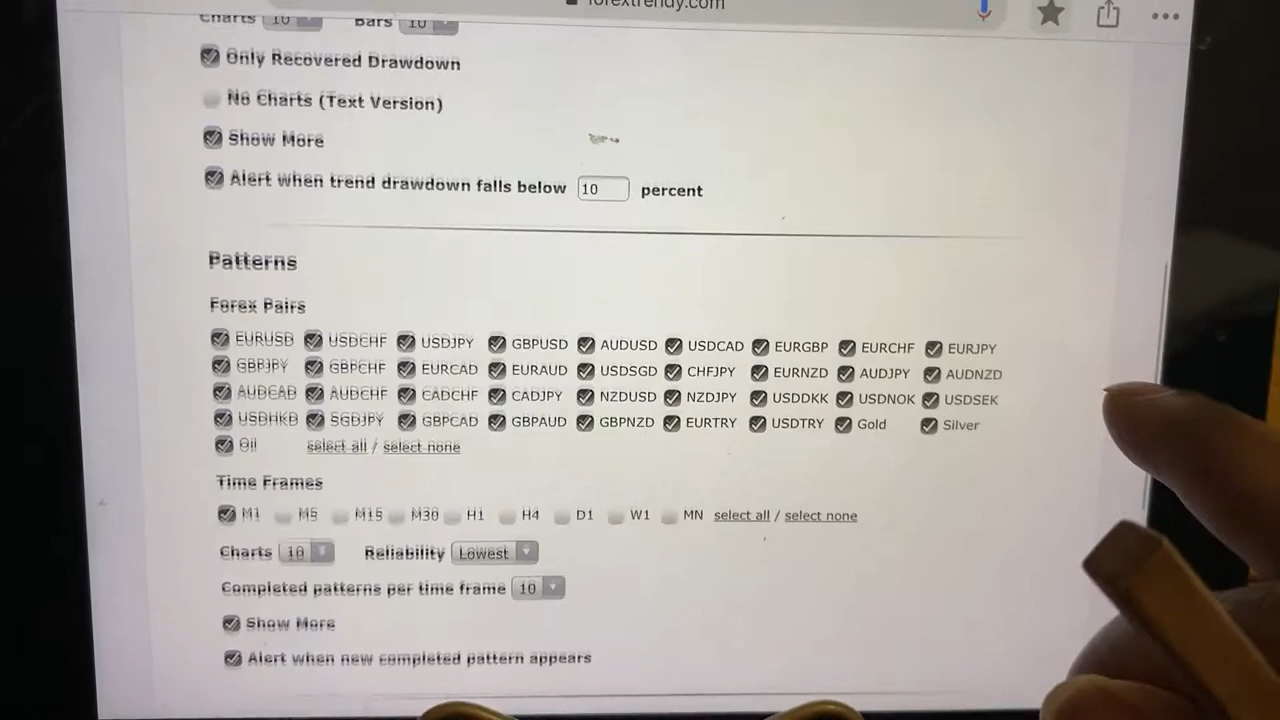 forextrendy.com
Charts 10 Bars 10
Only Recovered Drawdown
No Charts (Text Version)
Show More
Alert when trend drawdown falls below 10 percent
Patterns
Forex Pairs
EURUSD USDCHF USDJPY GBPUSD AUDUSD USDCAD EURGBP EURCHF EURJPY
GBPJPY GBPCHF EURCAD EURAUD USDSGD CHFJPY EURNZD AUDJPY AUDNZD
AUDCAD AUDCHF CADCHF CADJPY NZDUSD NZDJPY USDDKK USDNOK USDSEK
USDHKD SGDJPY GBPCAD GBPAUD GBPNZD EURTRY USDTRY Gold Silver
Oil select all / select none
Time Frames
M1 M5 M15 M30 H1 H4 D1 W1 MN select all / select none
Charts 10 Reliability Lowest
Completed patterns per time frame 10
Show More
Alert when new completed pattern appears